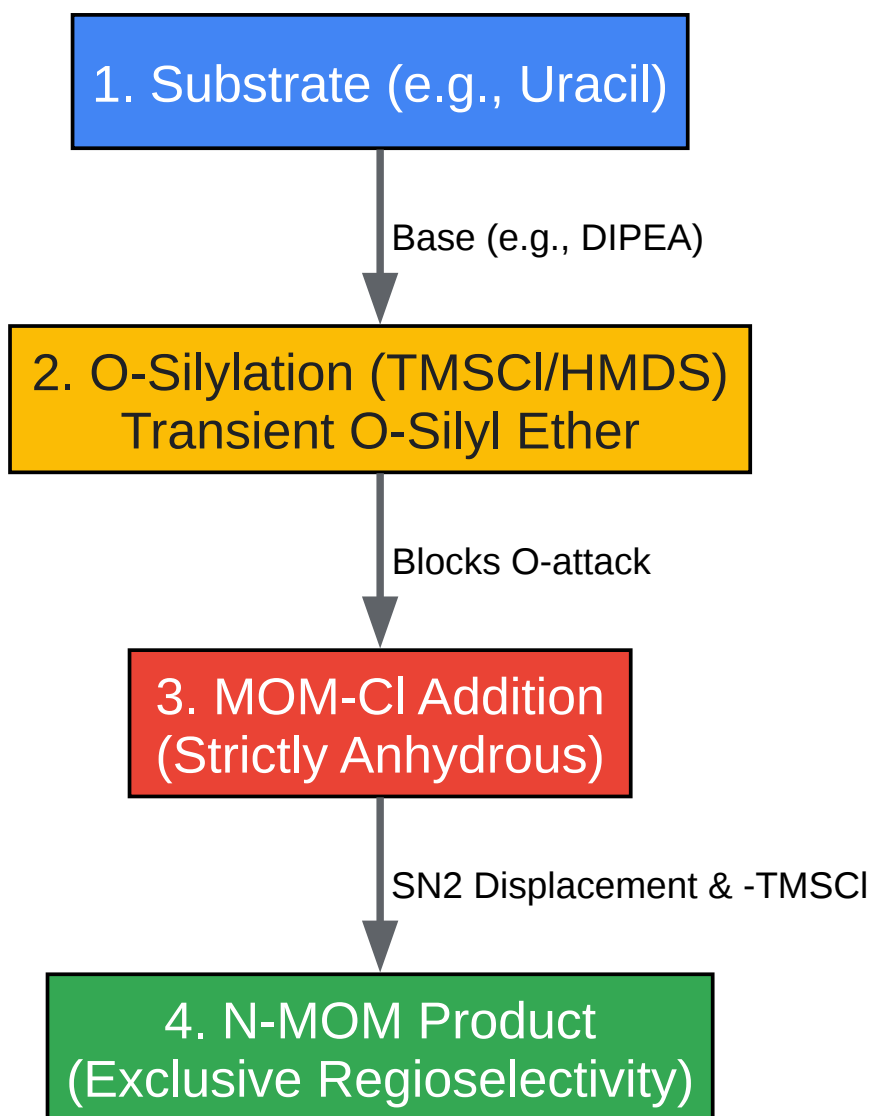 1. Substrate (e.g., Uracil)
Base (e.g., DIPEA)
2. O-Silylation (TMSCl/HMDS)
Transient O-Silyl Ether
Blocks O-attack
3. MOM-Cl Addition
(Strictly Anhydrous)
SN2 Displacement & -TMSCl
4. N-MOM Product
(Exclusive Regioselectivity)